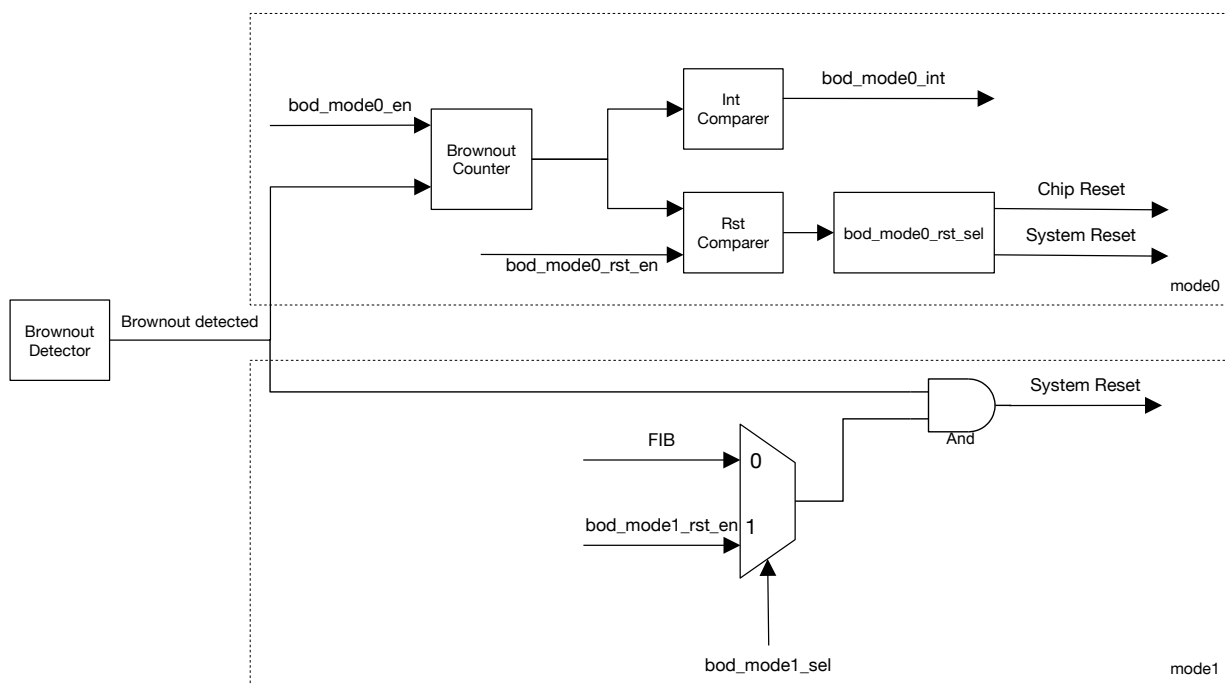 bod_mode0_en
Brownout
Counter
Int
Comparer
bod_mode0_int
Rst
Comparer
bod_mode0_rst_en
bod_mode0_rst_sel
Chip Reset
System Reset
mode0
Brownout
Detector
Brownout detected
And
System Reset
FIB
0
bod_mode1_rst_en
1
bod_mode1_sel
mode1